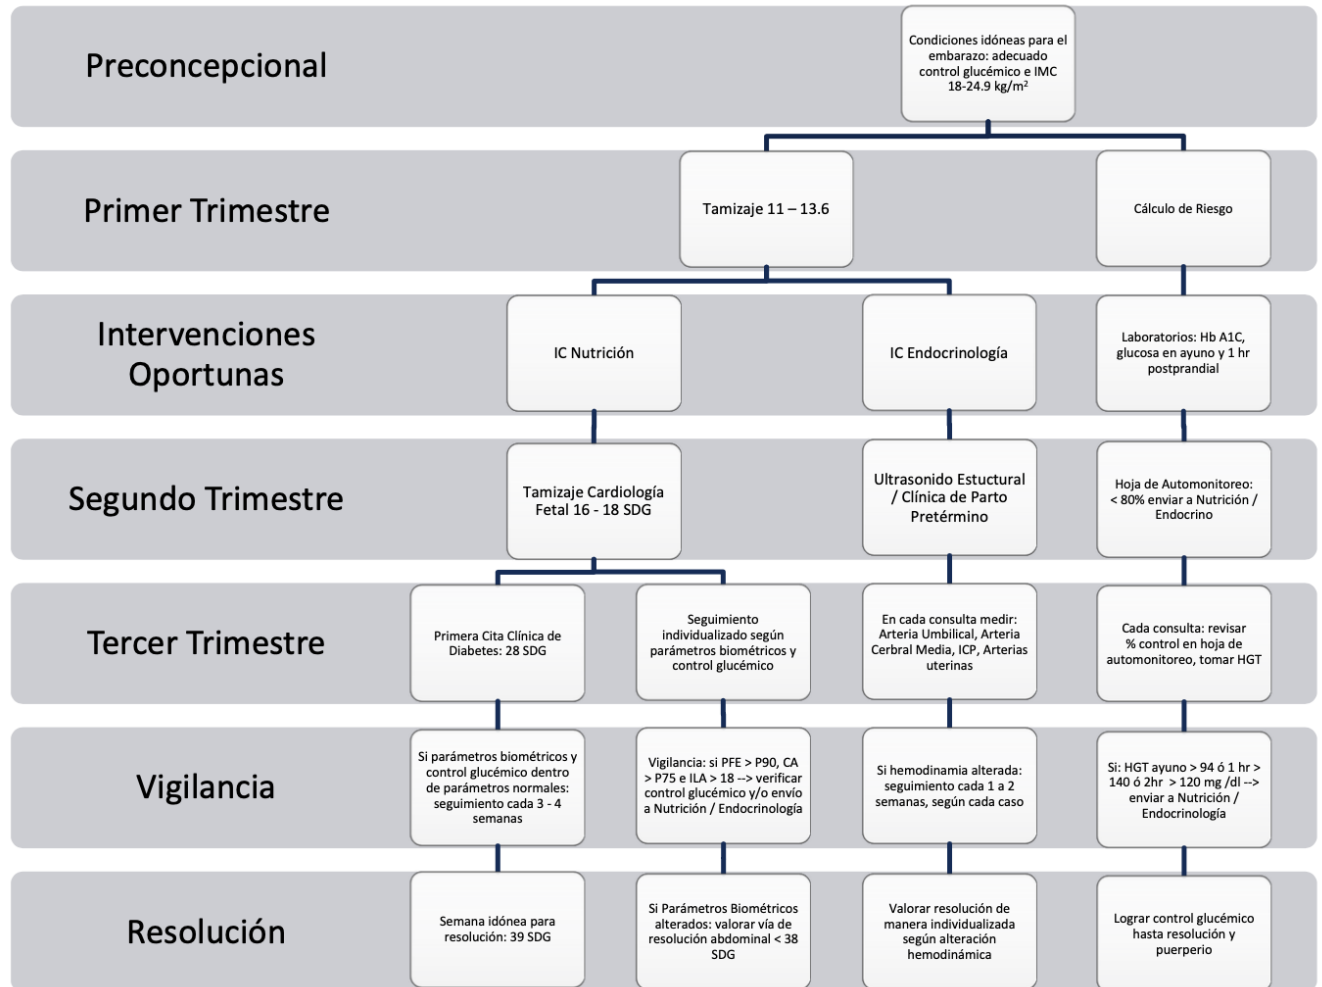 Preconcepcional
Condiciones idóneas para el
embarazo: adecuado
control glucémico e IMC
18-24.9 kg/m²
Primer Trimestre
Tamizaje 11 – 13.6
Cálculo de Riesgo
Intervenciones
Oportunas
IC Nutrición
IC Endocrinología
Laboratorios: Hb A1C,
glucosa en ayuno y 1 hr
postprandial
Segundo Trimestre
Tamizaje Cardiología
Fetal 16 - 18 SDG
Ultrasonido Estuctural
/ Clínica de Parto
Pretérmino
Hoja de Automonitoreo:
< 80% enviar a Nutrición /
Endocrino
Tercer Trimestre
Primera Cita Clínica de
Diabetes: 28 SDG
Seguimiento
individualizado según
parámetros biométricos y
control glucémico
En cada consulta medir:
Arteria Umbilical, Arteria
Cerbral Media, ICP, Arterias
uterinas
Cada consulta: revisar
% control en hoja de
automonitoreo, tomar HGT
Vigilancia
Si parámetros biométricos y
control glucémico dentro
de parámetros normales:
seguimiento cada 3 - 4
semanas
Vigilancia: si PFE > P90, CA
> P75 e ILA > 18 --> verificar
control glucémico y/o envío
a Nutrición / Endocrinología
Si hemodinamia alterada:
seguimiento cada 1 a 2
semanas, según cada caso
Si: HGT ayuno > 94 ó 1 hr >
140 ó 2hr > 120 mg /dl -->
enviar a Nutrición /
Endocrinología
Resolución
Semana idónea para
resolución: 39 SDG
Si Parámetros Biométricos
alterados: valorar vía de
resolución abdominal < 38
SDG
Valorar resolución de
manera individualizada
según alteración
hemodinámica
Lograr control glucémico
hasta resolución y
puerperio